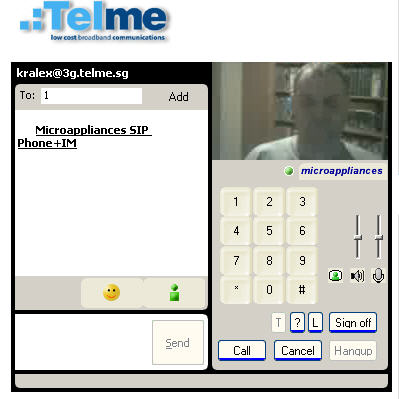 .:Telme
low cost broadband communications
kralex@3g.telme.sg
To: 1 Add
Microappliances SIP
Phone+IM
microappliances
1 2 3
4 5 6
7 8 9
* 0 #
T ? L Sign off
Send
Call Cancel Hangup